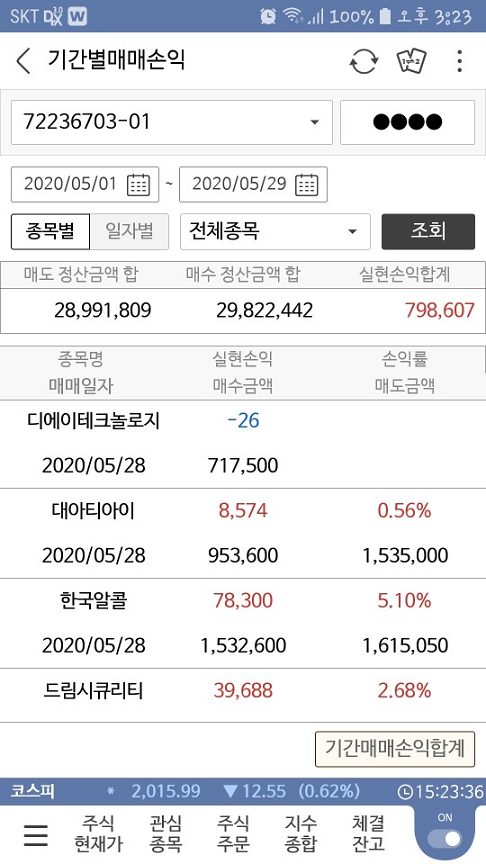 SKT 100% 오후 3:23
기간별매매손익
72236703-01 ●●●●
2020/05/01 ~ 2020/05/29
종목별 일자별 전체종목 조회
매도 정산금액 합 매수 정산금액 합 실현손익합계
28,991,809 29,822,442 798,607
종목명 실현손익 손익률
매매일자 매수금액 매도금액
디에이테크놀로지 -26
2020/05/28 717,500
대아티아이 8,574 0.56%
2020/05/28 953,600 1,535,000
한국알콜 78,300 5.10%
2020/05/28 1,532,600 1,615,050
드림시큐리티 39,688 2.68%
기간매매손익합계
코스피 * 2,015.99 ▼12.55 (0.62%) 15:23:36
주식 관심 주식 지수 체결 ON
현재가 종목 주문 종합 잔고